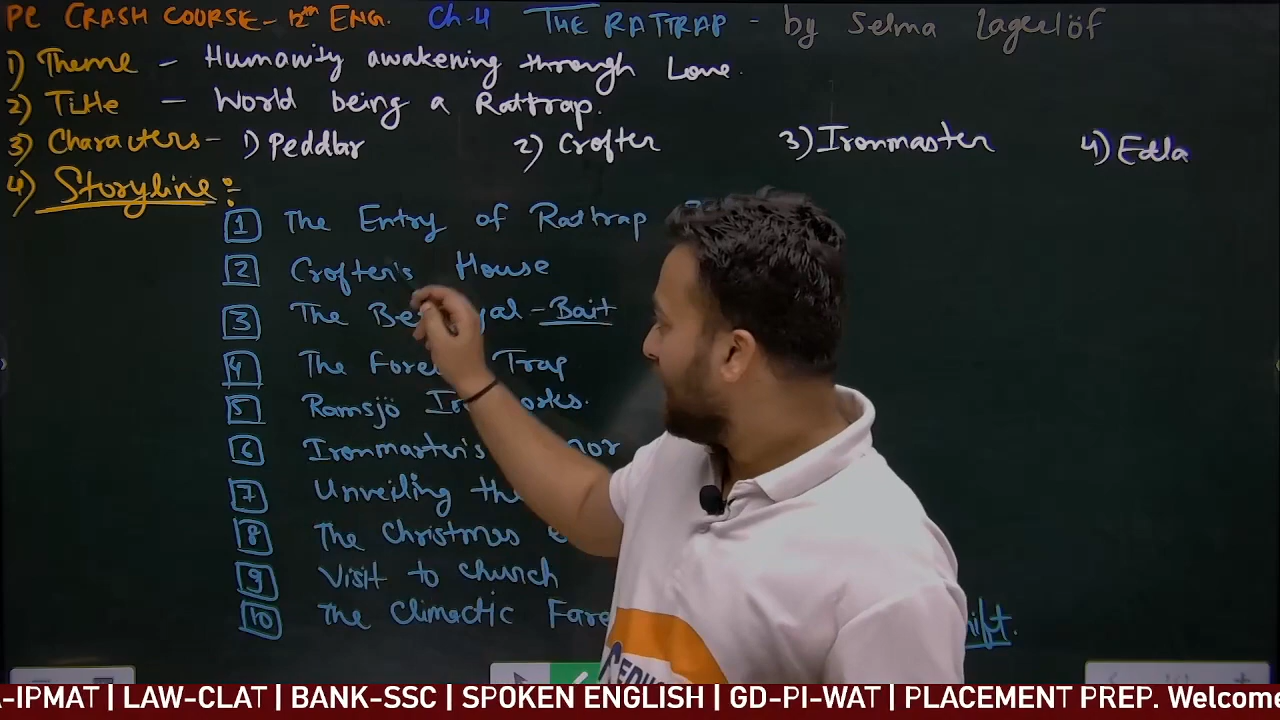 PC CRASH COURSE - 12th ENG. Ch-4 THE RATTRAP - by Selma Lagerlöf
1) Theme - Humanity awakening through Love.
2) Title - World being a Rattrap.
3) Characters - 1) Peddlar 2) Crofter 3) Ironmaster 4) Edla
4) Storyline :-
1 The Entry of Rattrap
2 Crofter's House
3 The - Bait
4 The Trap
5 Ramsjö
6 Ironmaster's
7 Unveiling the
8 The Christmas
9 Visit to church
10 The Climactic
-IPMAT | LAW-CLAT | BANK-SSC | SPOKEN ENGLISH | GD-PI-WAT | PLACEMENT PREP. Welcome